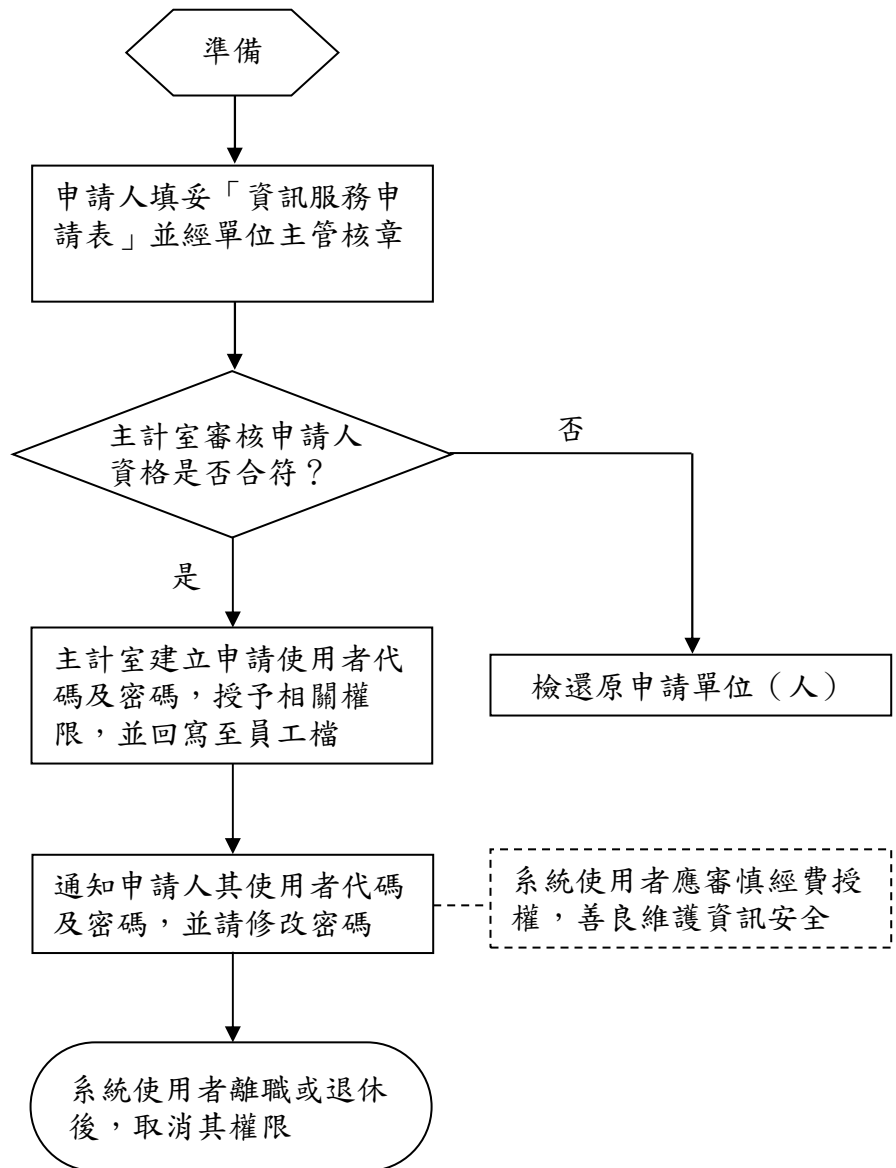 準備
申請人填妥「資訊服務申
請表」並經單位主管核章
主計室審核申請人
資格是否合符？
否
是
主計室建立申請使用者代
碼及密碼，授予相關權
限，並回寫至員工檔
檢還原申請單位（人）
通知申請人其使用者代碼
及密碼，並請修改密碼
系統使用者應審慎經費授
權，善良維護資訊安全
系統使用者離職或退休
後，取消其權限